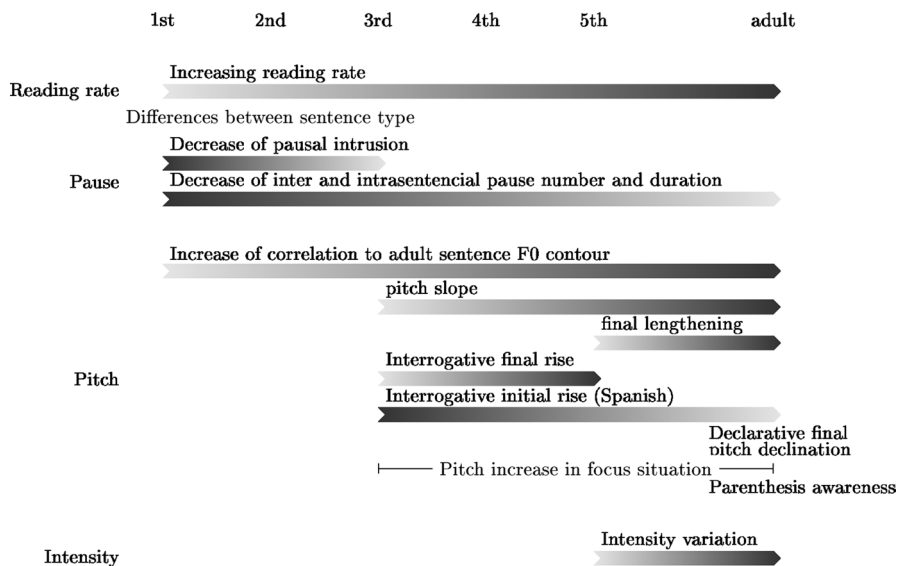 1st 2nd 3rd 4th 5th adult
Increasing reading rate
Reading rate
Differences between sentence type
Decrease of pausal intrusion
Pause
Decrease of inter and intrasentencial pause number and duration
Increase of correlation to adult sentence F0 contour
pitch slope
final lengthening
Interrogative final rise
Pitch
Interrogative initial rise (Spanish)
Declarative final
pitch declination
Pitch increase in focus situation
Parenthesis awareness
Intensity variation
Intensity